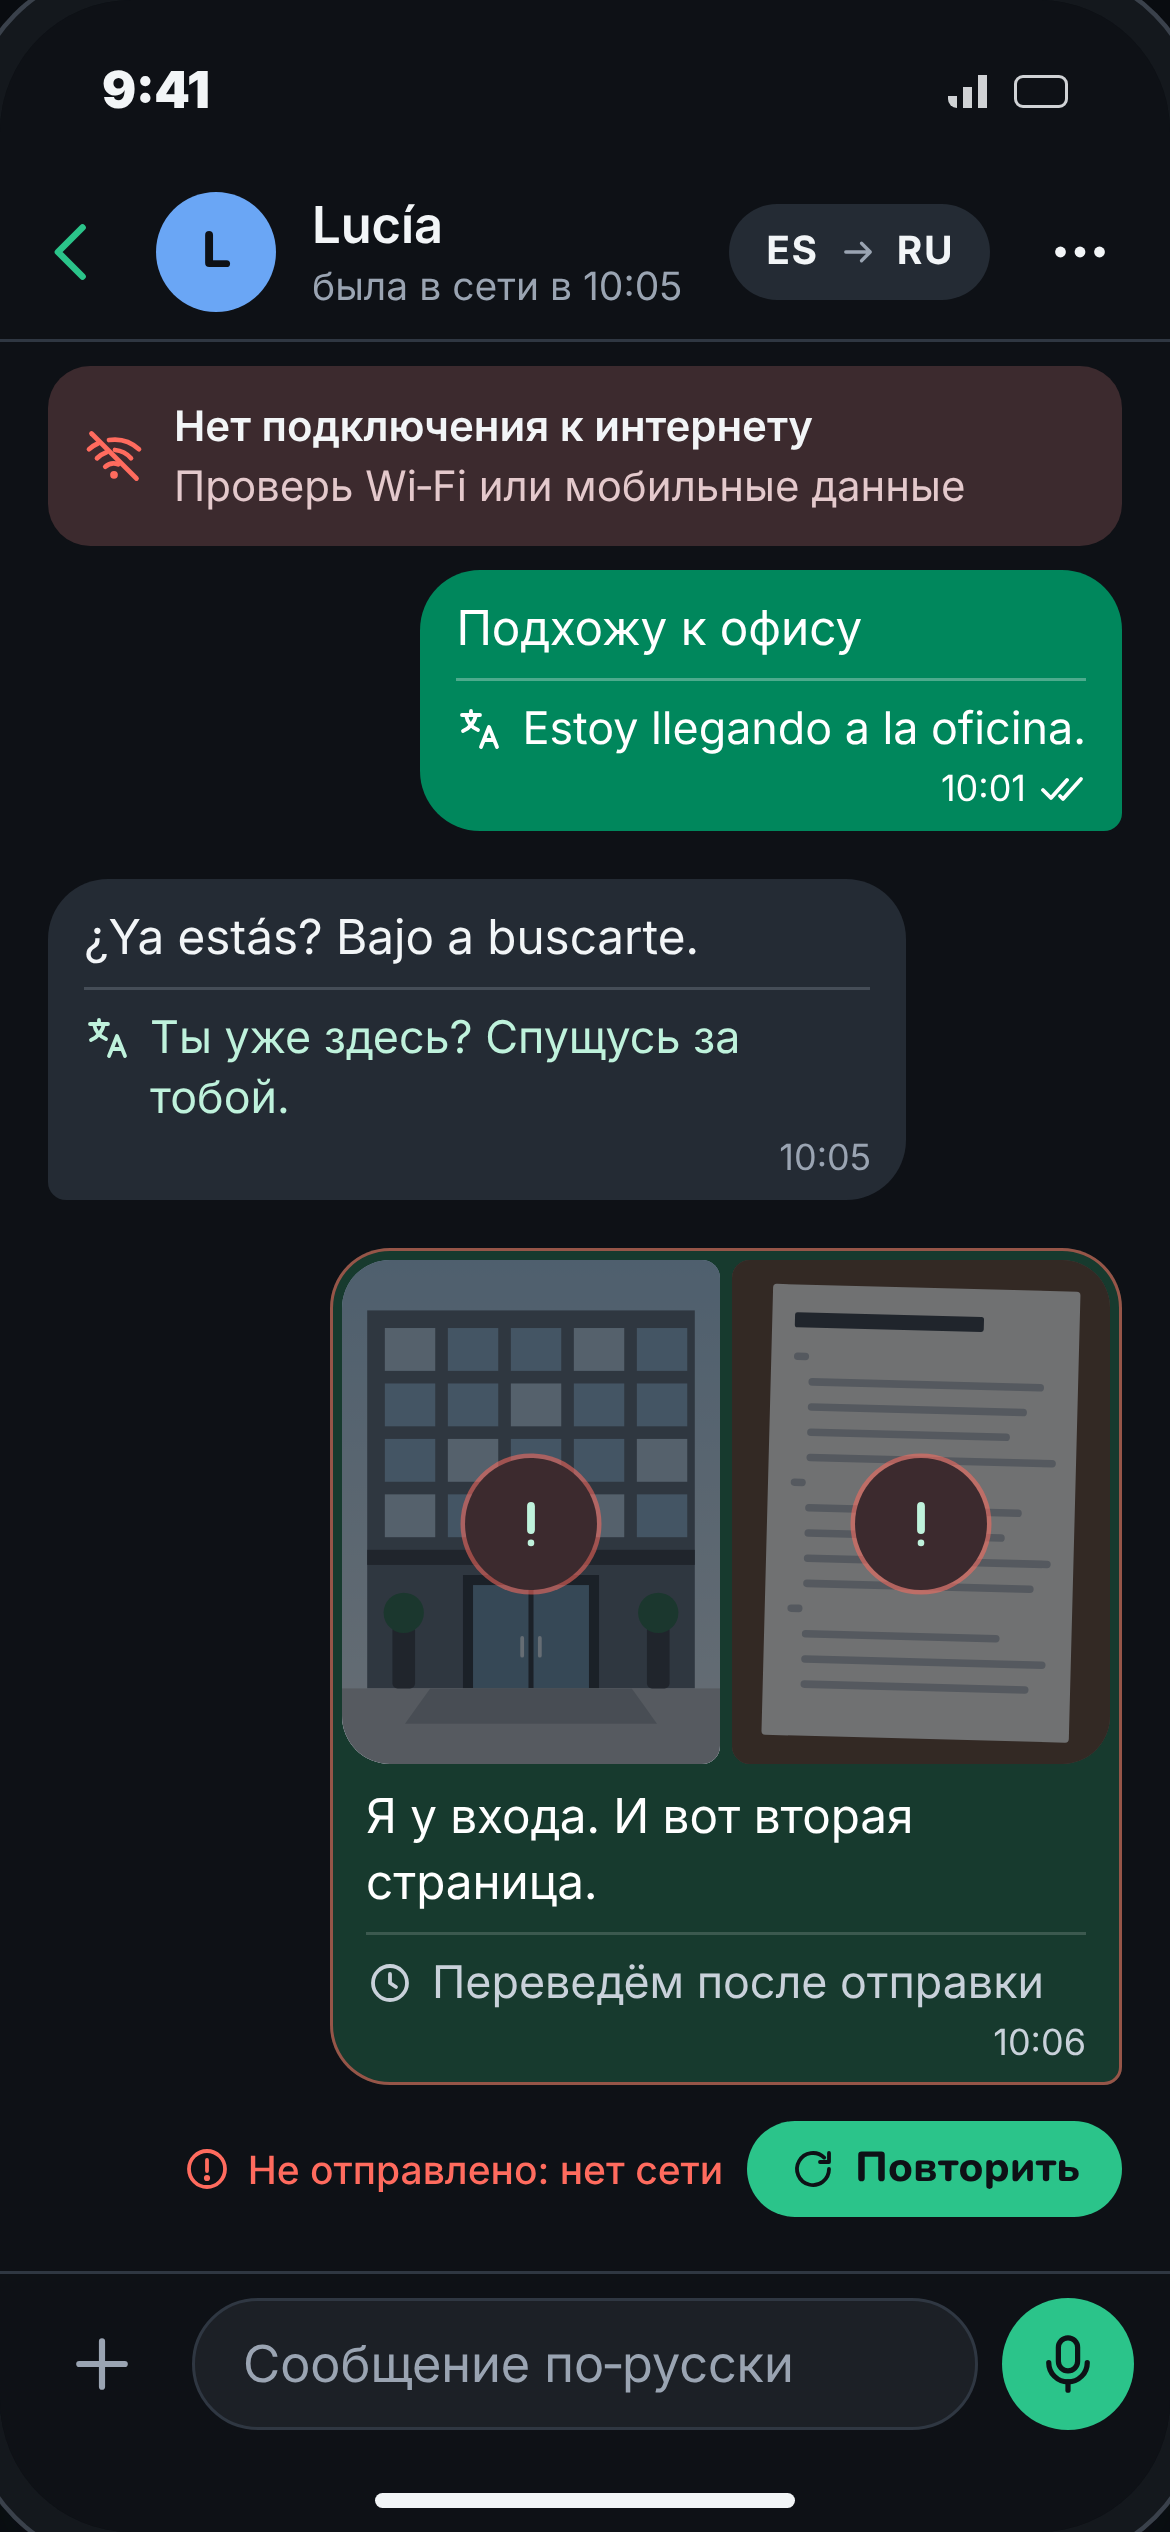 9:41
L
Lucía
была в сети в 10:05
ES → RU
Нет подключения к интернету
Проверь Wi-Fi или мобильные данные
Подхожу к офису
Estoy llegando a la oficina.
10:01
¿Ya estás? Bajo a buscarte.
Ты уже здесь? Спущусь за
тобой.
10:05
!
!
Я у входа. И вот вторая
страница.
Переведём после отправки
10:06
Не отправлено: нет сети
Повторить
Сообщение по-русски